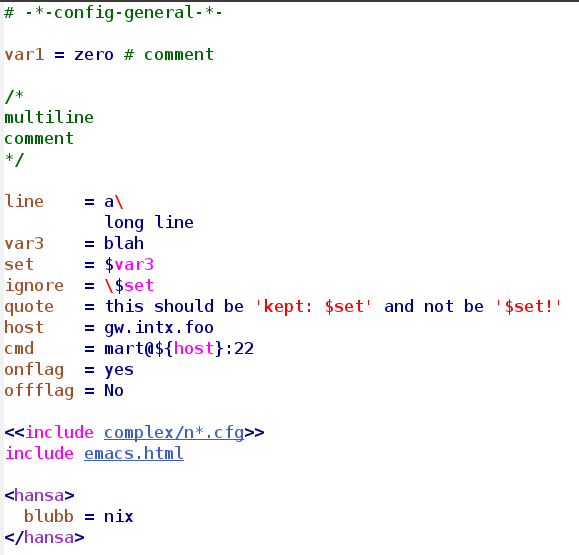 # -*-config-general-*-

var1 = zero # comment

/*
multiline
comment
*/

line    = a\
          long line
var3    = blah
set     = $var3
ignore  = \$set
quote   = this should be 'kept: $set' and not be '$set!'
host    = gw.intx.foo
cmd     = mart@${host}:22
onflag  = yes
offflag = No

<<include complex/n*.cfg>>
include emacs.html

<hansa>
  blubb = nix
</hansa>